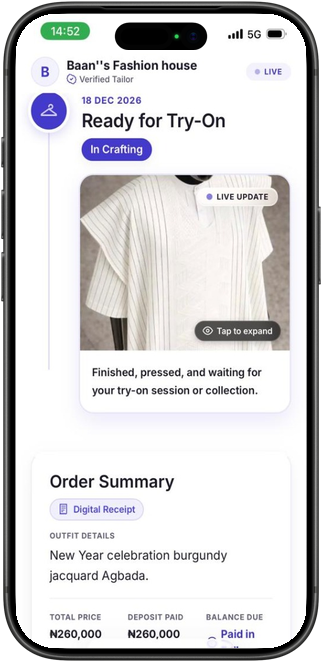 14:52
5G
B
Baan''s Fashion house
Verified Tailor
LIVE
18 DEC 2026
Ready for Try-On
In Crafting
LIVE UPDATE
Tap to expand
Finished, pressed, and waiting for
your try-on session or collection.
Order Summary
Digital Receipt
OUTFIT DETAILS
New Year celebration burgundy
jacquard Agbada.
TOTAL PRICE
DEPOSIT PAID
BALANCE DUE
₦260,000
₦260,000
Paid in